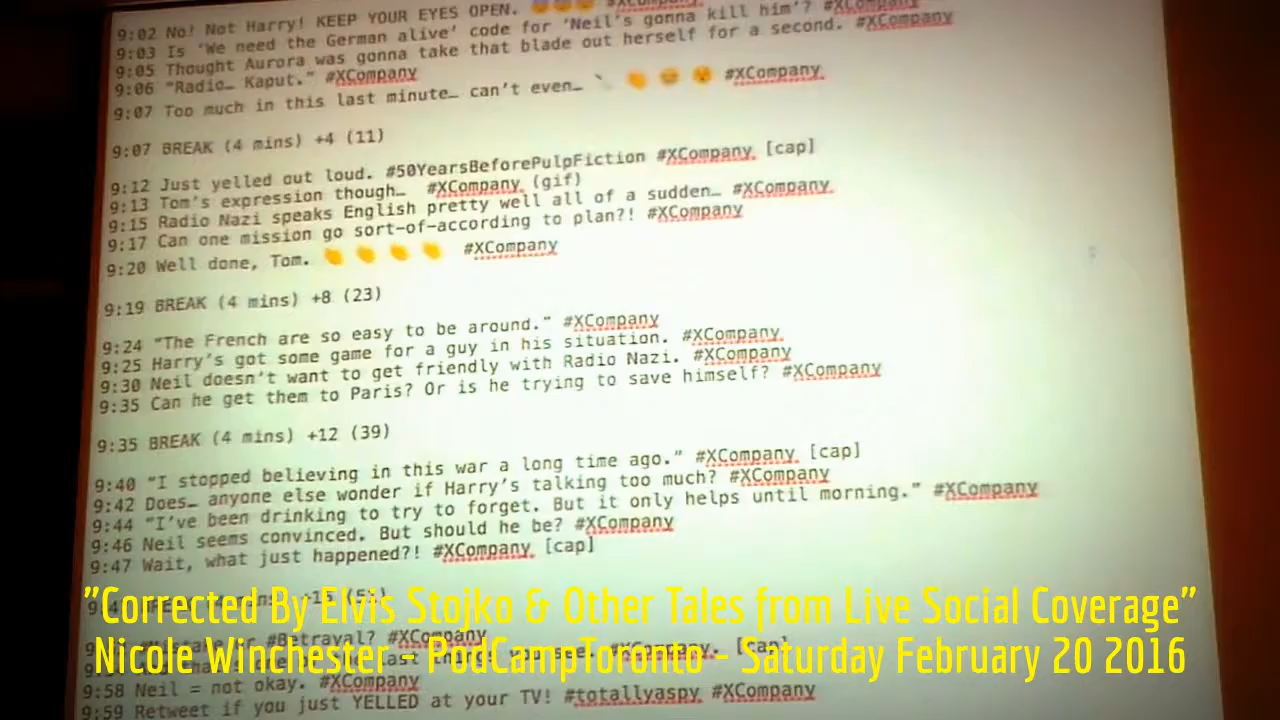 9:02 No! Not Harry! KEEP YOUR EYES OPEN. 😢😢😢 #XCompany
9:03 Is ‘We need the German alive’ code for ‘Neil’s gonna kill him’? #XCompany
9:05 Thought Aurora was gonna take that blade out herself for a second. #XCompany
9:06 “Radio… Kaput.” #XCompany
9:07 Too much in this last minute… can’t even… #XCompany
9:07 BREAK (4 mins) +4 (11)
9:12 Just yelled out loud. #50YearsBeforePulpFiction #XCompany [cap]
9:13 Tom’s expression though… #XCompany (gif)
9:15 Radio Nazi speaks English pretty well all of a sudden… #XCompany
9:17 Can one mission go sort-of-according to plan?! #XCompany
9:20 Well done, Tom. 👏 👏 👏 👏 #XCompany
9:19 BREAK (4 mins) +8 (23)
9:24 “The French are so easy to be around.” #XCompany
9:25 Harry’s got some game for a guy in his situation. #XCompany
9:30 Neil doesn’t want to get friendly with Radio Nazi. #XCompany
9:35 Can he get them to Paris? Or is he trying to save himself? #XCompany
9:35 BREAK (4 mins) +12 (39)
9:40 “I stopped believing in this war a long time ago.” #XCompany [cap]
9:42 Does… anyone else wonder if Harry’s talking too much? #XCompany
9:44 “I’ve been drinking to try to forget. But it only helps until morning.” #XCompany
9:46 Neil seems convinced. But should he be? #XCompany
9:47 Wait, what just happened?! #XCompany [cap]
"Corrected By Elvis Stojko & Other Tales from Live Social Coverage"
#Betrayal? #XCompany
you see. #XCompany. [cap]
Nicole Winchester - PodCampToronto - Saturday February 20 2016
9:58 Neil = not okay. #XCompany
9:59 Retweet if you just YELLED at your TV! #totallyaspy #XCompany